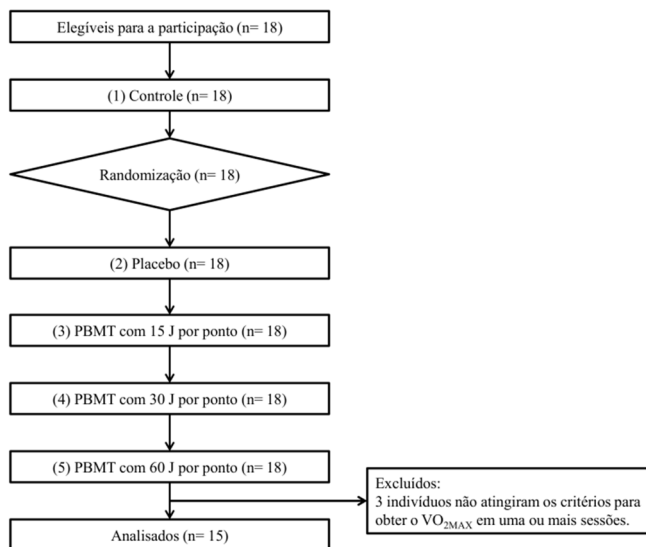 Elegíveis para a participação (n= 18)
(1) Controle (n= 18)
Randomização (n= 18)
(2) Placebo (n= 18)
(3) PBMT com 15 J por ponto (n= 18)
(4) PBMT com 30 J por ponto (n= 18)
(5) PBMT com 60 J por ponto (n= 18)
Excluídos:
3 indivíduos não atingiram os critérios para
obter o VO2MAX em uma ou mais sessões.
Analisados (n= 15)